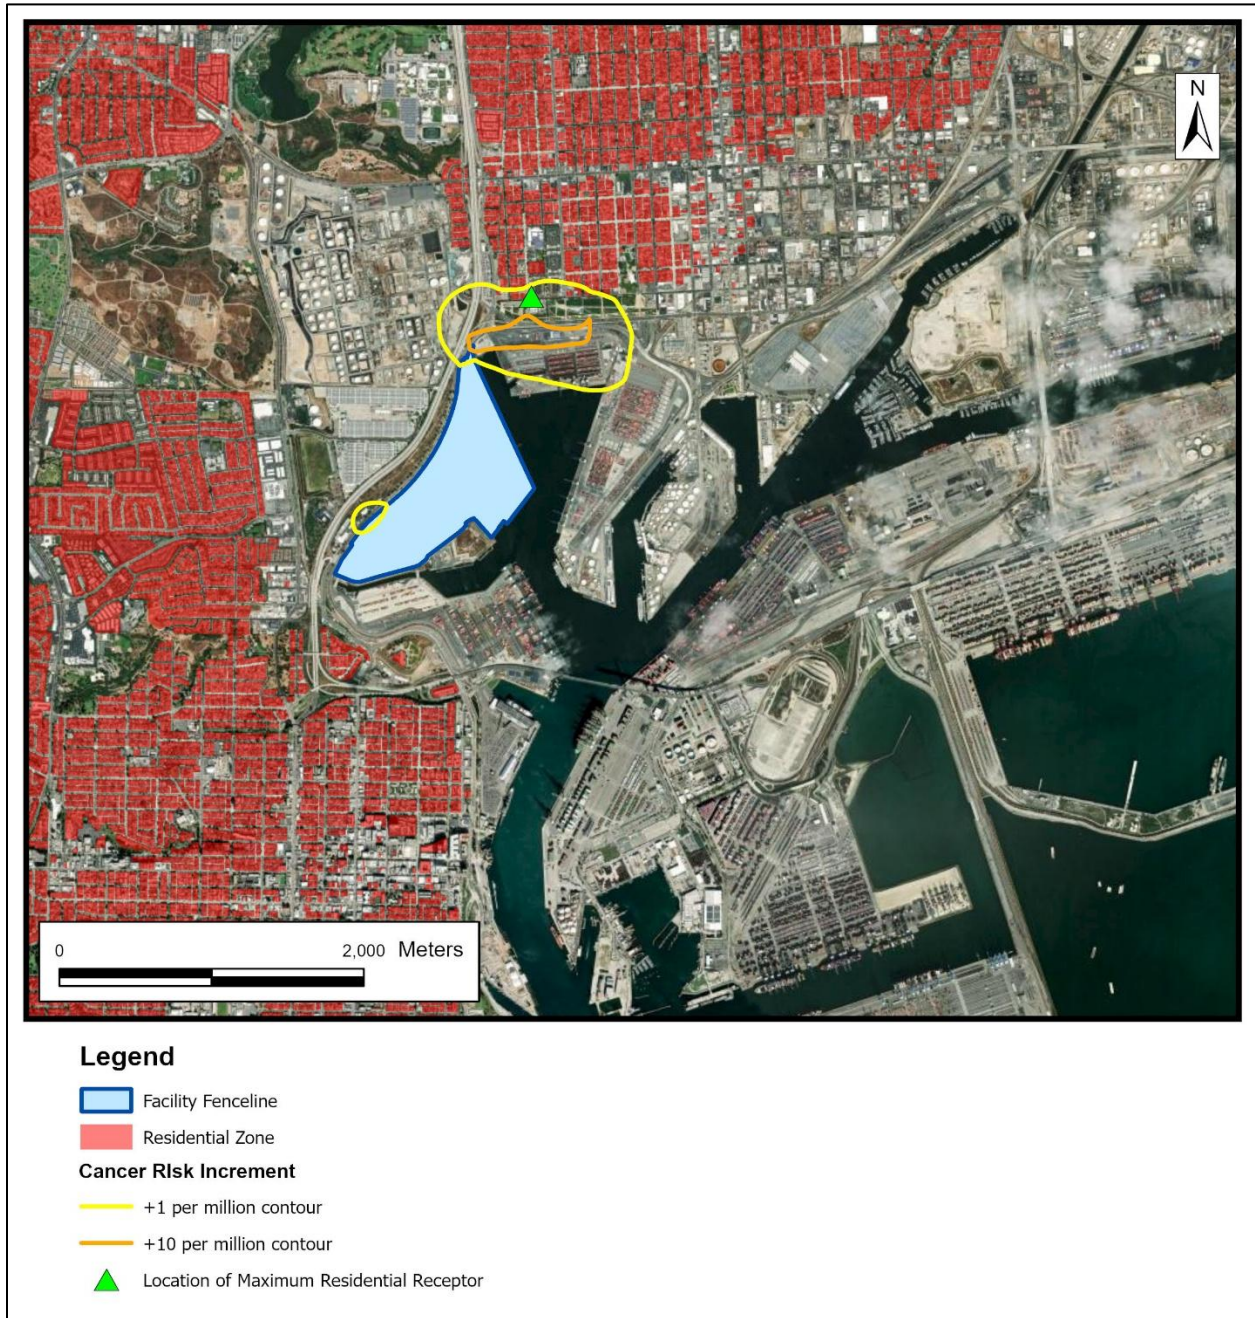 N
0 2,000 Meters
Legend
Facility Fenceline
Residential Zone
Cancer RIsk Increment
+1 per million contour
+10 per million contour
Location of Maximum Residential Receptor